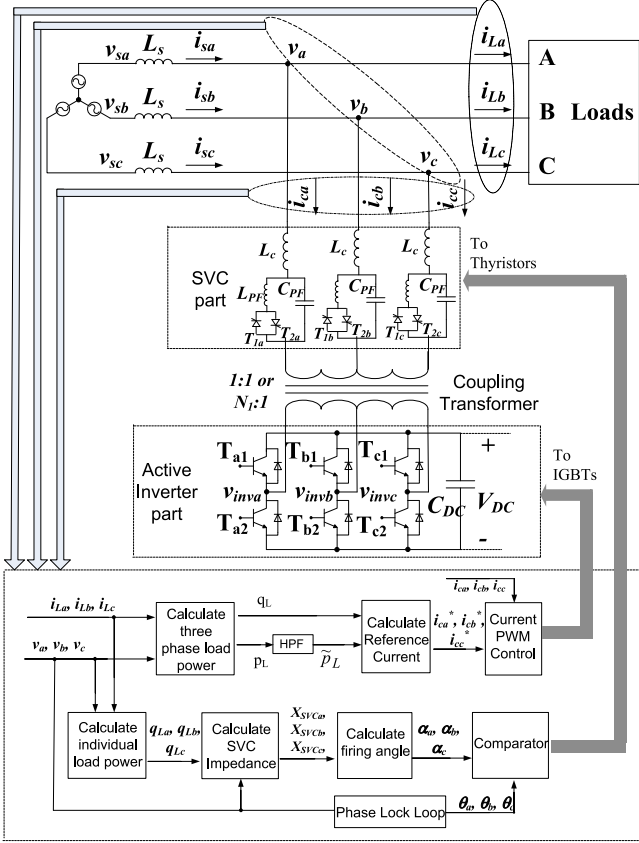 v_sa L_s i_sa v_a i_La A
v_sb L_s i_sb v_b i_Lb B Loads
v_sc L_s i_sc v_c i_Lc C
i_ca i_cb i_cc
L_c L_c L_c
To
Thyristors
SVC
part
L_PF C_PF C_PF C_PF
T_1a T_2a T_1b T_2b T_1c T_2c
1:1 or
N_1:1
Coupling
Transformer
T_a1 T_b1 T_c1 +
To
IGBTs
Active
Inverter
part
v_inva v_invb v_invc C_DC V_DC
T_a2 T_b2 T_c2 -
i_ca, i_cb, i_cc
i_La, i_Lb, i_Lc
v_a, v_b, v_c
Calculate
three
phase load
power
q_L
p_L HPF p̃_L
Calculate
Reference
Current
i_ca*, i_cb*,
i_cc*
Current
PWM
Control
Calculate
individual
load power
q_La, q_Lb,
q_Lc
Calculate
SVC
Impedance
X_SVCa,
X_SVCb,
X_SVCc,
Calculate
firing angle
α_a, α_b,
α_c
Comparator
Phase Lock Loop
θ_a, θ_b, θ_c